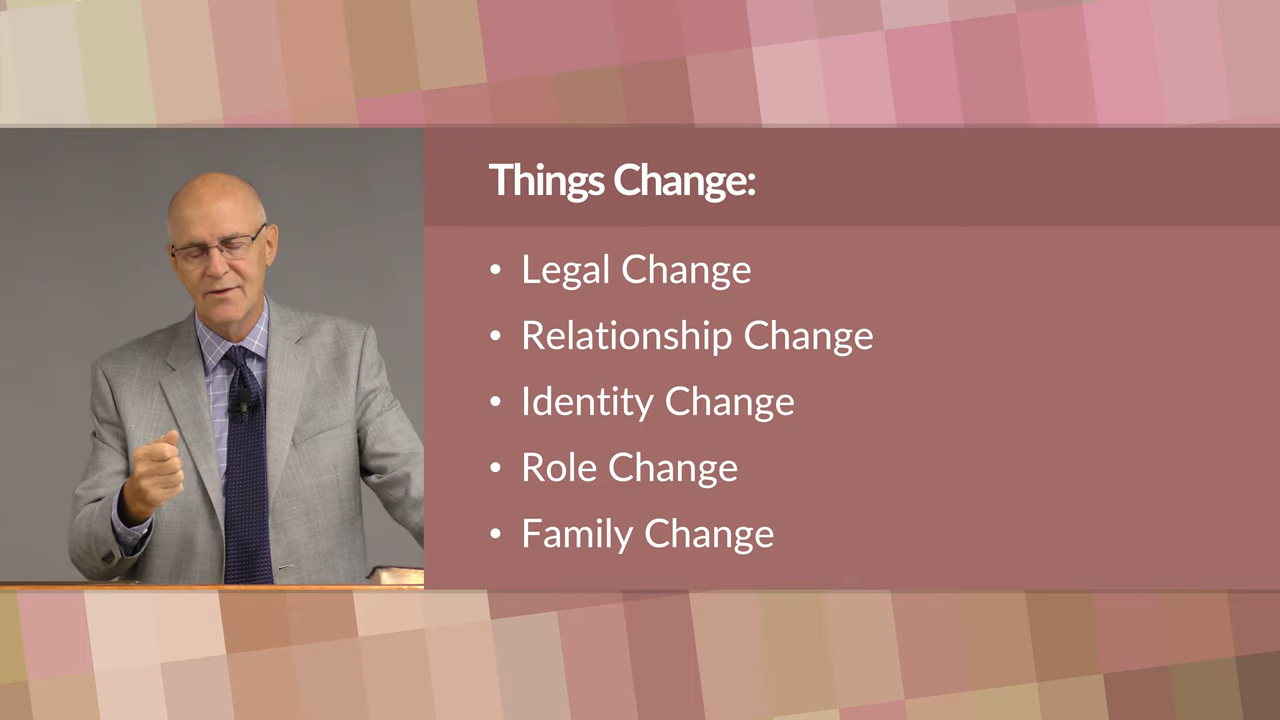 Things Change:
• Legal Change
• Relationship Change
• Identity Change
• Role Change
• Family Change